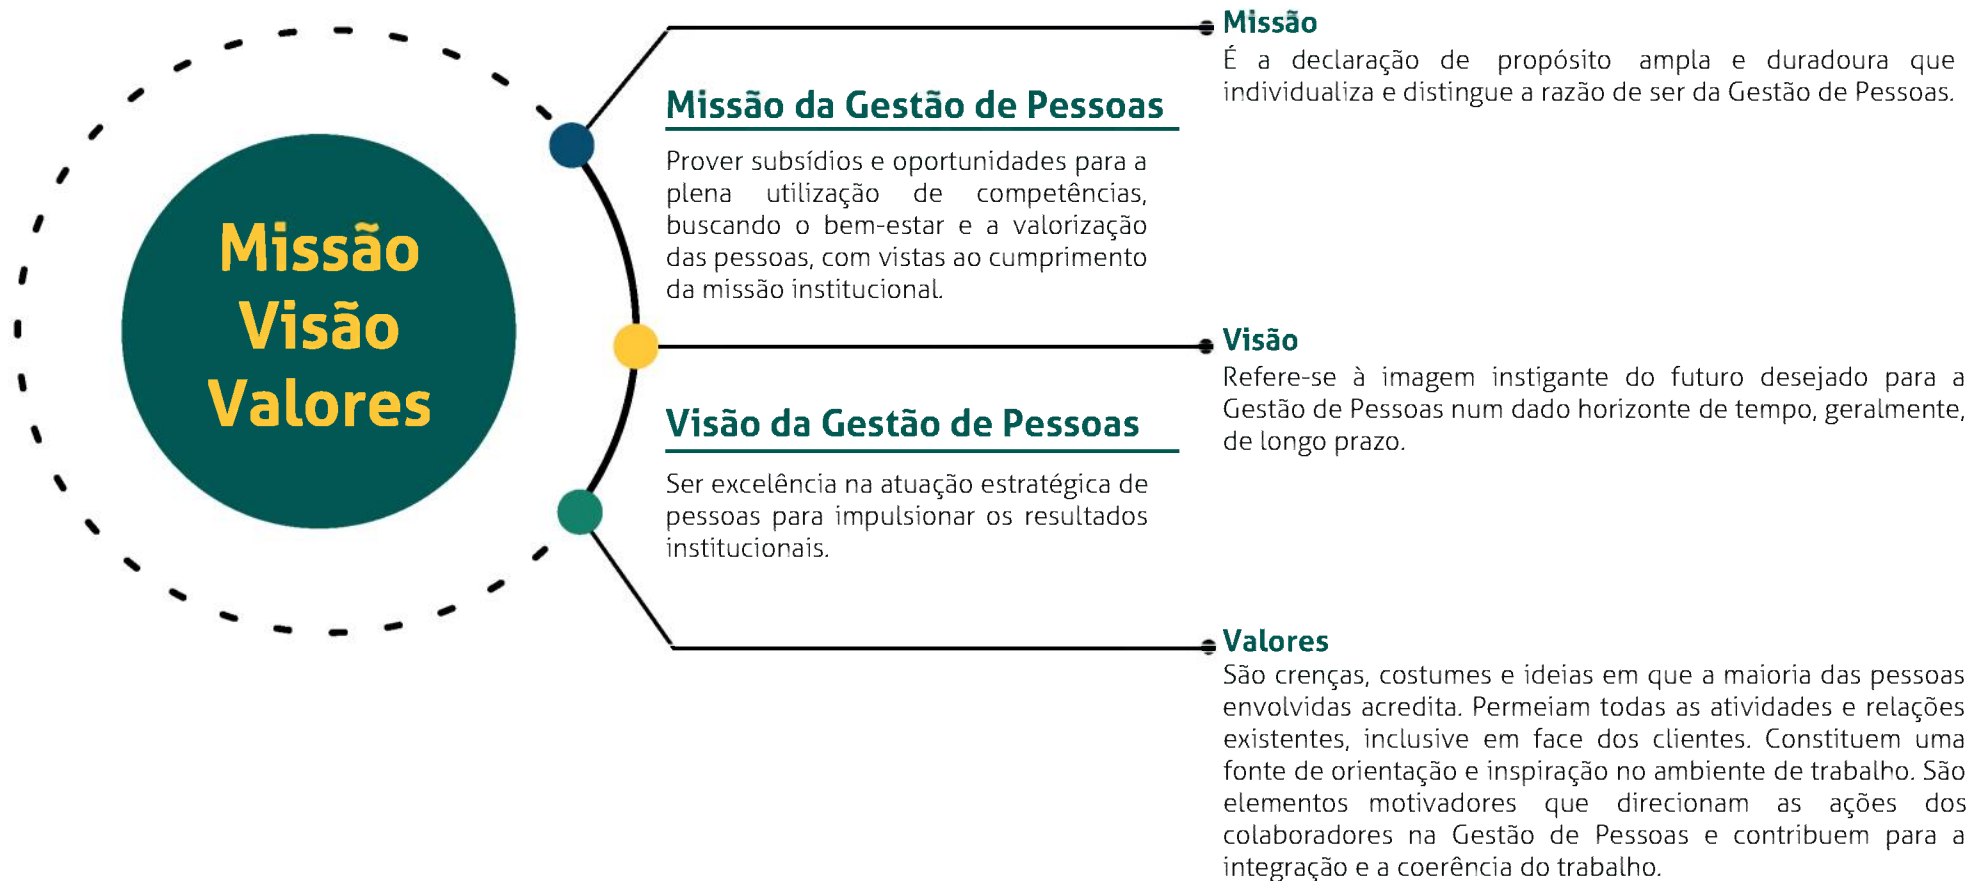 Missão
Visão
Valores
Missão
É a declaração de propósito ampla e duradoura que
individualiza e distingue a razão de ser da Gestão de Pessoas.
Missão da Gestão de Pessoas
Prover subsídios e oportunidades para a
plena utilização de competências,
buscando o bem-estar e a valorização
das pessoas, com vistas ao cumprimento
da missão institucional.
Visão
Refere-se à imagem instigante do futuro desejado para a
Gestão de Pessoas num dado horizonte de tempo, geralmente,
de longo prazo.
Visão da Gestão de Pessoas
Ser excelência na atuação estratégica de
pessoas para impulsionar os resultados
institucionais.
Valores
São crenças, costumes e ideias em que a maioria das pessoas
envolvidas acredita. Permeiam todas as atividades e relações
existentes, inclusive em face dos clientes. Constituem uma
fonte de orientação e inspiração no ambiente de trabalho. São
elementos motivadores que direcionam as ações dos
colaboradores na Gestão de Pessoas e contribuem para a
integração e a coerência do trabalho.